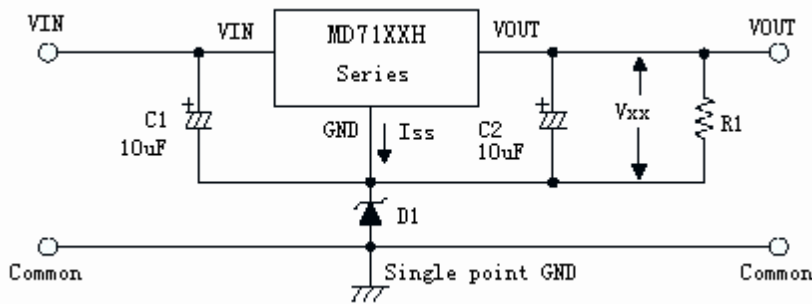 VIN
VIN
MD71XXH
Series
VOUT
VOUT
C1
10uF
GND
Iss
C2
10uF
Vxx
R1
D1
Common
Single point GND
Common